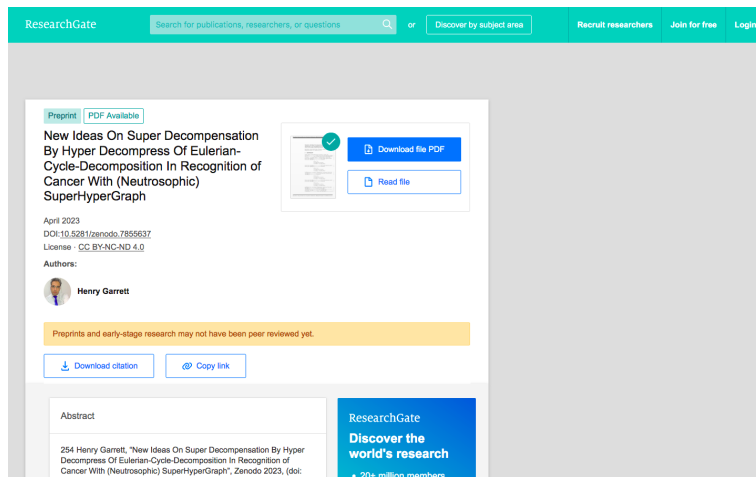 ResearchGate
Search for publications, researchers, or questions
or
Discover by subject area
Recruit researchers
Join for free
Login
Preprint
PDF Available
New Ideas On Super Decompensation
By Hyper Decompress Of Eulerian-
Cycle-Decomposition In Recognition of
Cancer With (Neutrosophic)
SuperHyperGraph
Download file PDF
Read file
April 2023
DOI:10.5281/zenodo.7855637
License · CC BY-NC-ND 4.0
Authors:
Henry Garrett
Preprints and early-stage research may not have been peer reviewed yet.
Download citation
Copy link
Abstract
254 Henry Garrett, "New Ideas On Super Decompensation By Hyper
Decompress Of Eulerian-Cycle-Decomposition In Recognition of
Cancer With (Neutrosophic) SuperHyperGraph", Zenodo 2023, (doi:
ResearchGate
Discover the
world's research
• 20+ million members